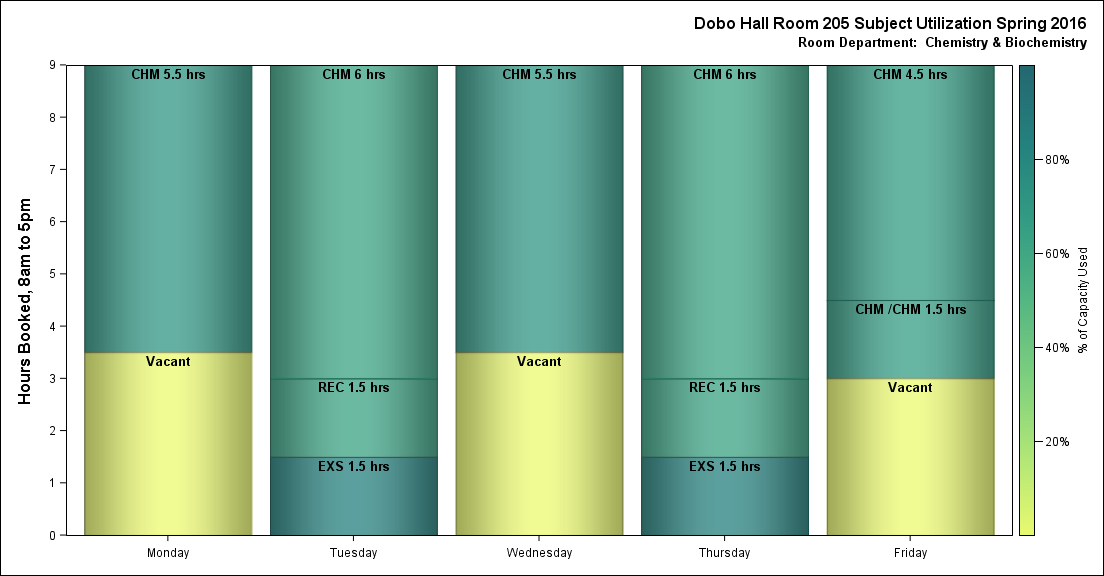 Dobo Hall Room 205 Subject Utilization Spring 2016
Room Department:  Chemistry & Biochemistry
Hours Booked, 8am to 5pm
9
8
7
6
5
4
3
2
1
0
CHM 5.5 hrs
Vacant
CHM 6 hrs
REC 1.5 hrs
EXS 1.5 hrs
CHM 5.5 hrs
Vacant
CHM 6 hrs
REC 1.5 hrs
EXS 1.5 hrs
CHM 4.5 hrs
CHM /CHM 1.5 hrs
Vacant
Monday
Tuesday
Wednesday
Thursday
Friday
80%
60%
40%
20%
% of Capacity Used